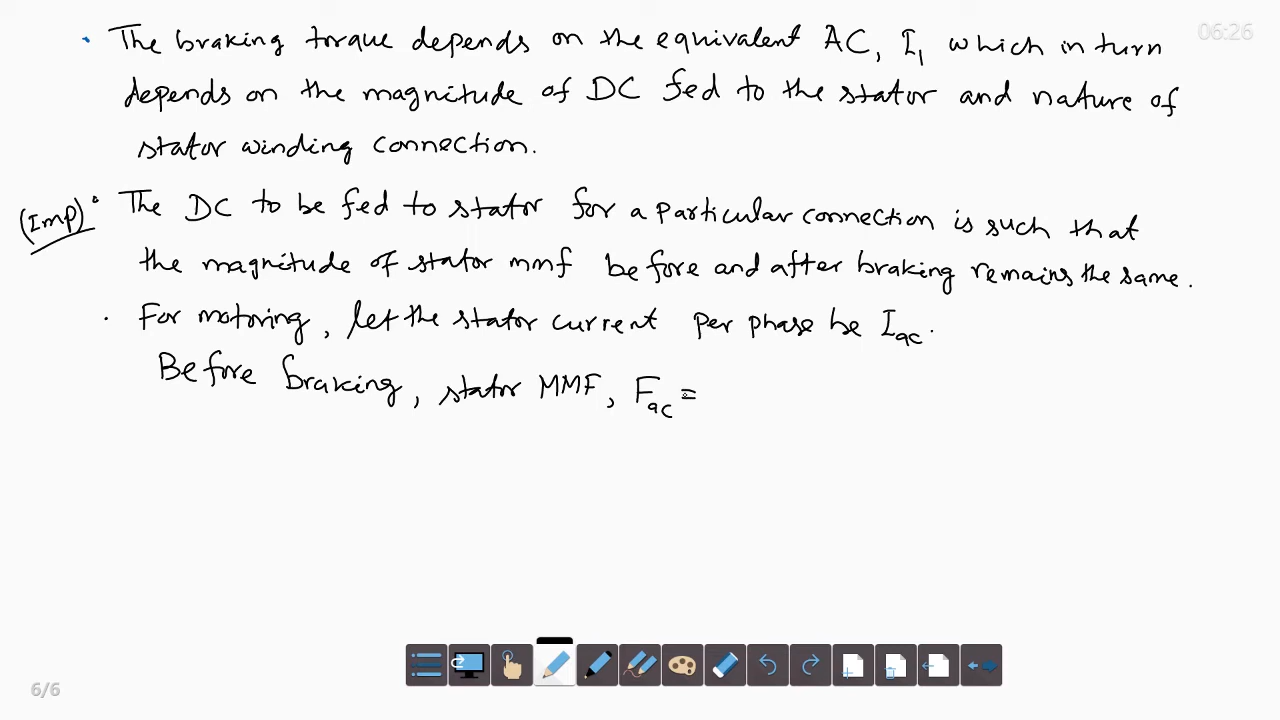 06:26
• The braking torque depends on the equivalent AC, I₁ which in turn
depends on the magnitude of DC fed to the stator and nature of
stator winding connection.
(Imp) • The DC to be fed to stator for a particular connection is such that
the magnitude of stator mmf before and after braking remains the same.
• For motoring, let the stator current per phase be I_ac.
Before braking, stator MMF, F_ac =
6/6